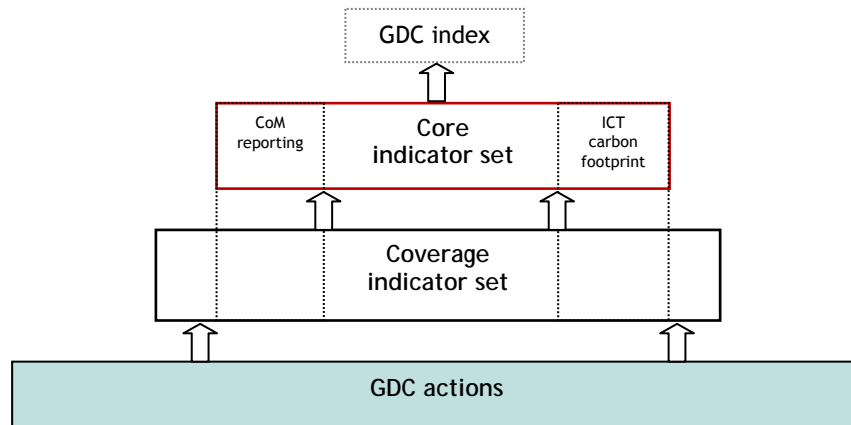 GDC index
CoM
reporting
Core
indicator set
ICT
carbon
footprint
Coverage
indicator set
GDC actions